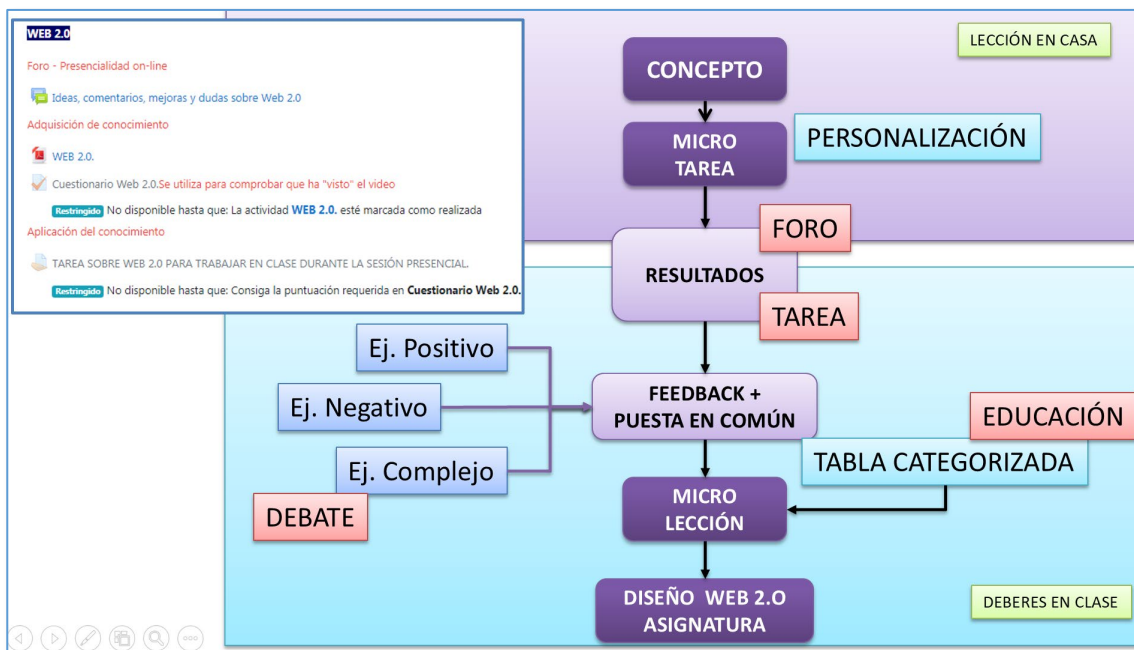 WEB 2.0
Foro - Presencialidad on-line
Ideas, comentarios, mejoras y dudas sobre Web 2.0
Adquisición de conocimiento
WEB 2.0.
Cuestionario Web 2.0.Se utiliza para comprobar que ha "visto" el video
Restringido No disponible hasta que: La actividad WEB 2.0. esté marcada como realizada
Aplicación del conocimiento
TAREA SOBRE WEB 2.0 PARA TRABAJAR EN CLASE DURANTE LA SESIÓN PRESENCIAL.
Restringido No disponible hasta que: Consiga la puntuación requerida en Cuestionario Web 2.0.
LECCIÓN EN CASA
CONCEPTO
MICRO
TAREA
PERSONALIZACIÓN
FORO
RESULTADOS
TAREA
Ej. Positivo
Ej. Negativo
Ej. Complejo
DEBATE
FEEDBACK +
PUESTA EN COMÚN
EDUCACIÓN
TABLA CATEGORIZADA
MICRO
LECCIÓN
DISEÑO WEB 2.O
ASIGNATURA
DEBERES EN CLASE